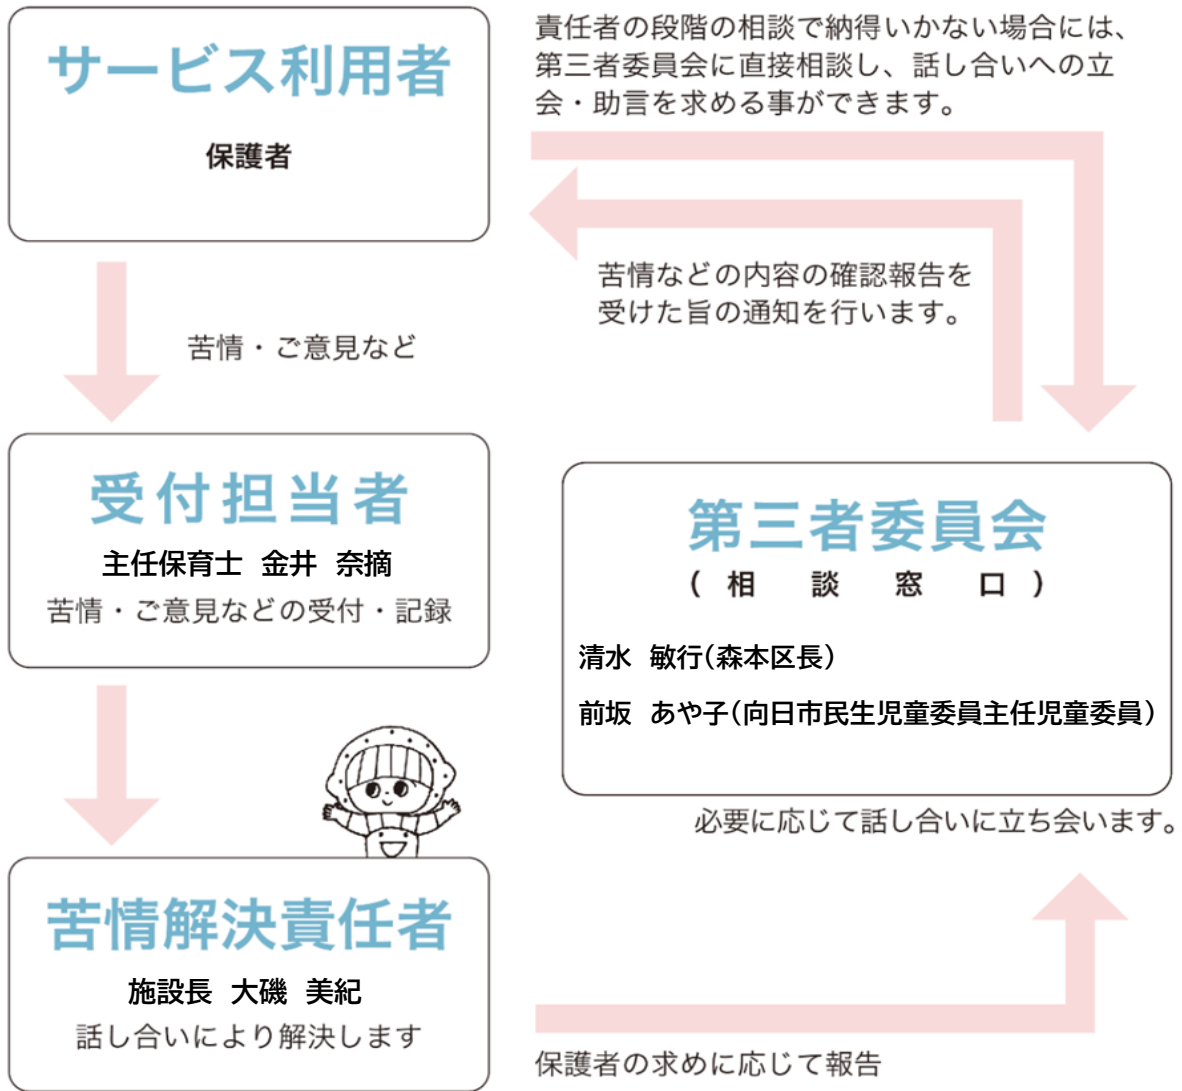 サービス利用者
保護者
責任者の段階の相談で納得いかない場合には、
第三者委員会に直接相談し、話し合いへの立
会・助言を求める事ができます。
苦情などの内容の確認報告を
受けた旨の通知を行います。
苦情・ご意見など
受付担当者
主任保育士 金井 奈摘
苦情・ご意見などの受付・記録
第三者委員会
(相談窓口)
清水 敏行(森本区長)
前坂 あや子(向日市民生児童委員主任児童委員)
必要に応じて話し合いに立ち会います。
苦情解決責任者
施設長 大磯 美紀
話し合いにより解決します
保護者の求めに応じて報告